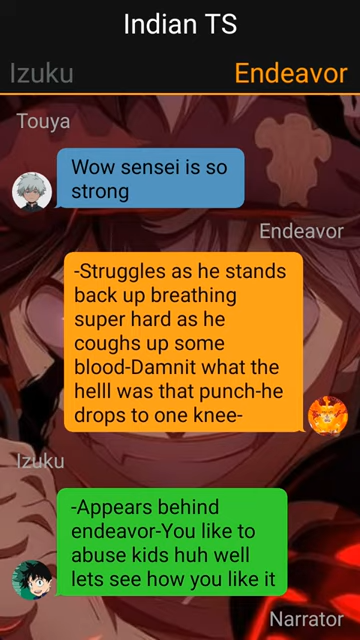 Indian TS
Izuku
Endeavor
Touya
Wow sensei is so
strong
Endeavor
-Struggles as he stands
back up breathing
super hard as he
coughs up some
blood-Damnit what the
helll was that punch-he
drops to one knee-
Izuku
-Appears behind
endeavor-You like to
abuse kids huh well
lets see how you like it
Narrator